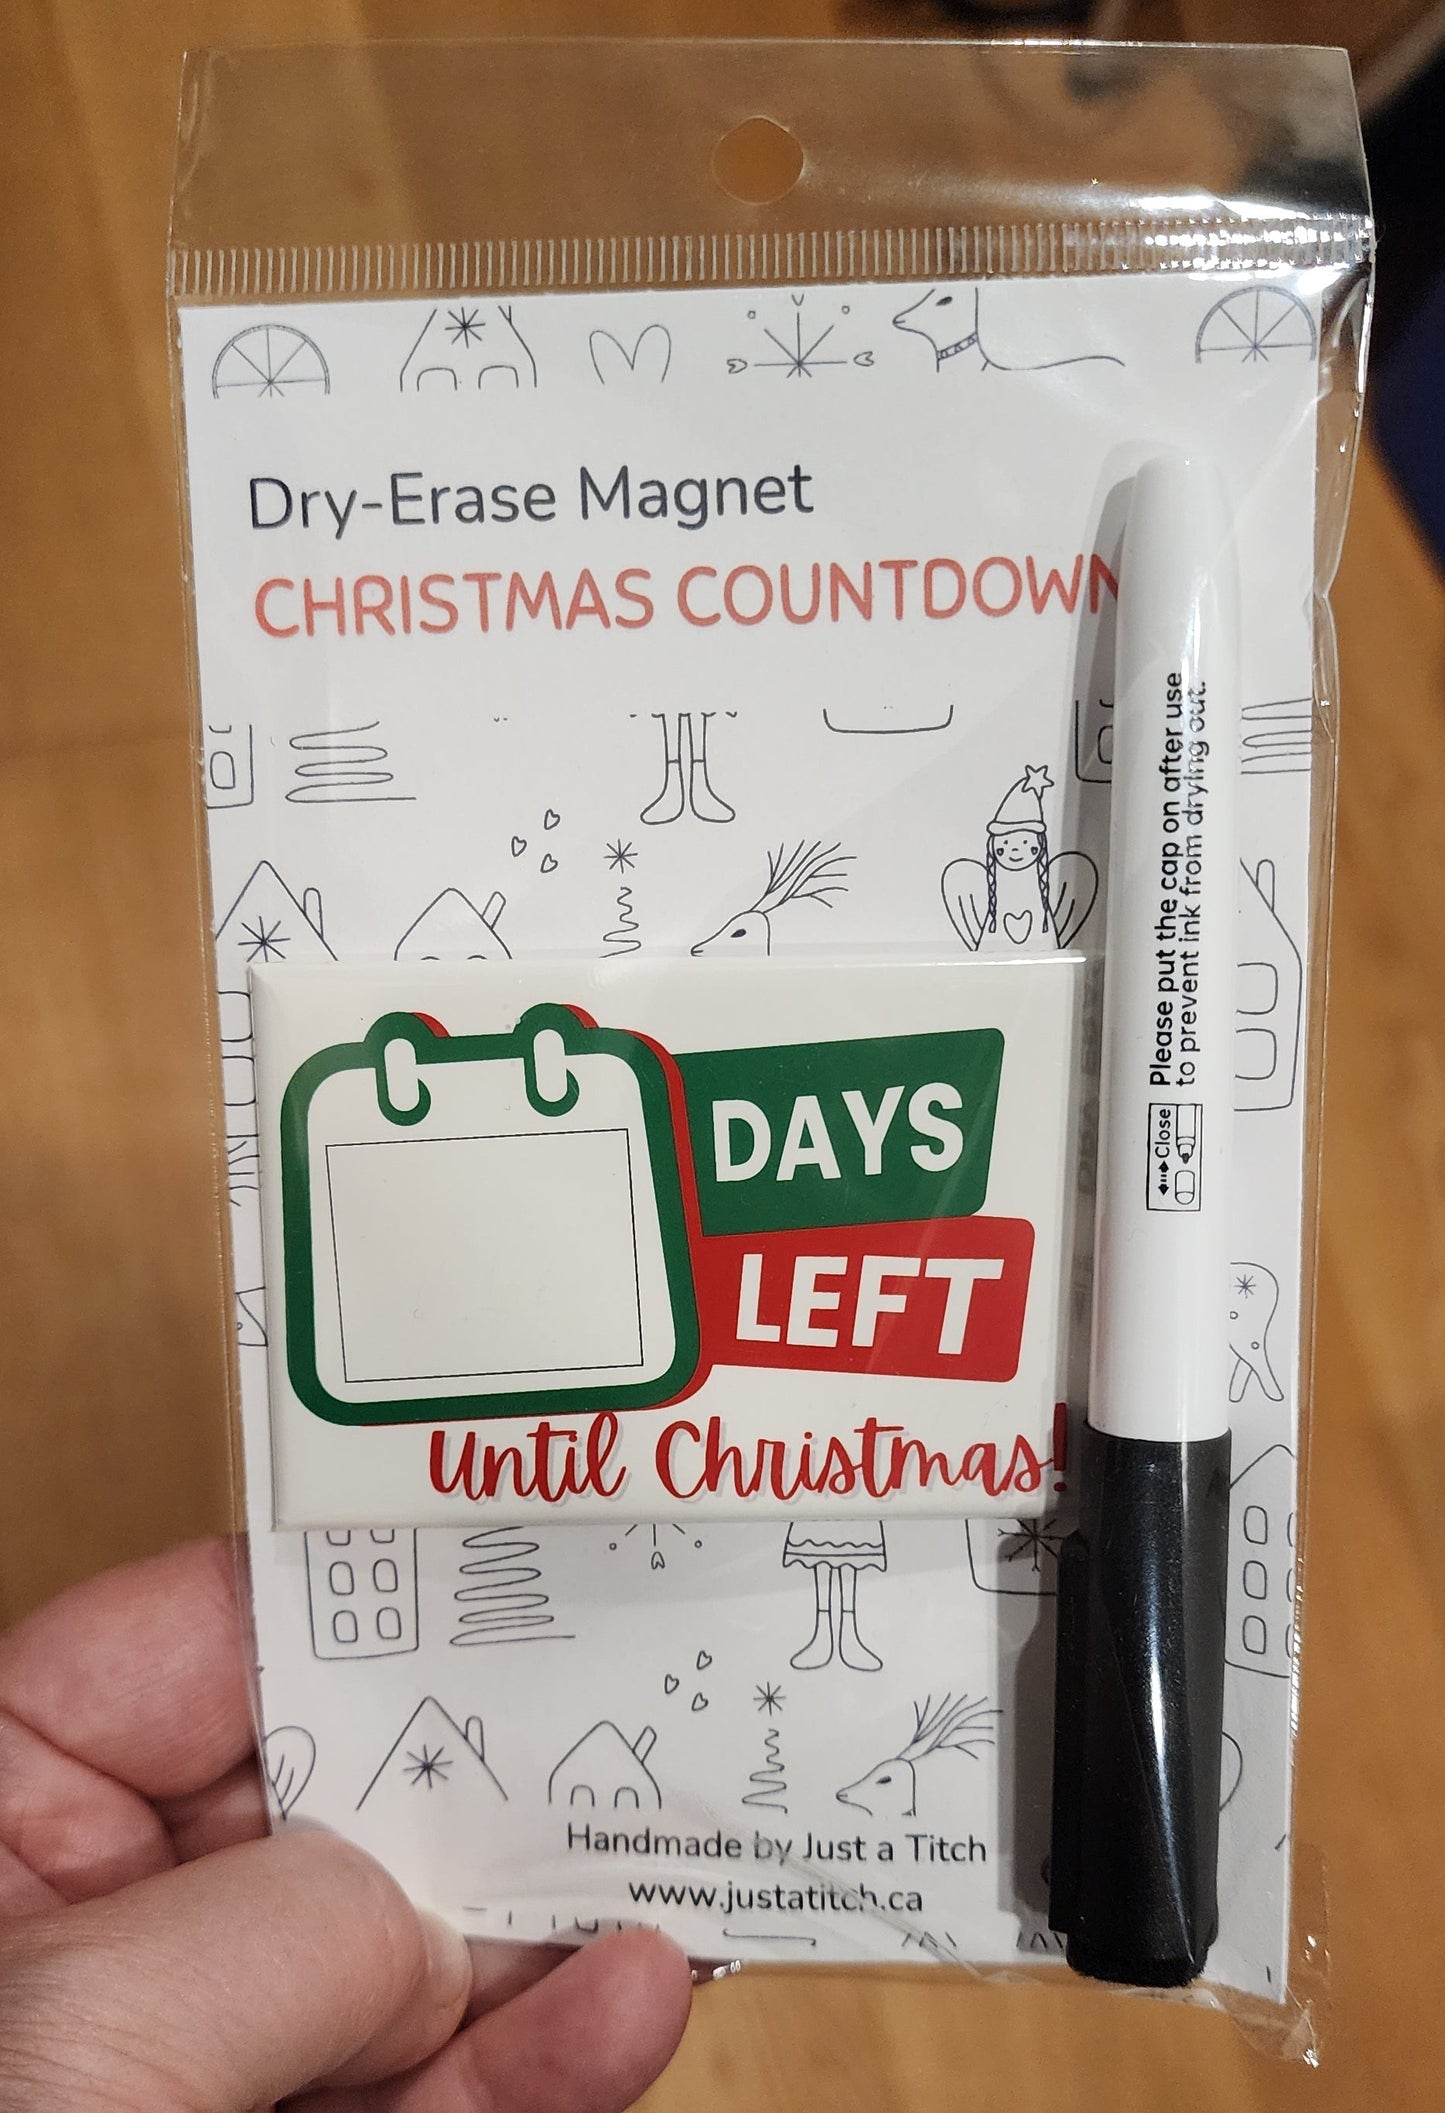 Dry-Erase Magnet
CHRISTMAS COUNTDOWN
DAYS
LEFT
Until Christmas!
Close
Please put the cap on after use
to prevent ink from drying out.
Handmade by Just a Titch
www.justatitch.ca